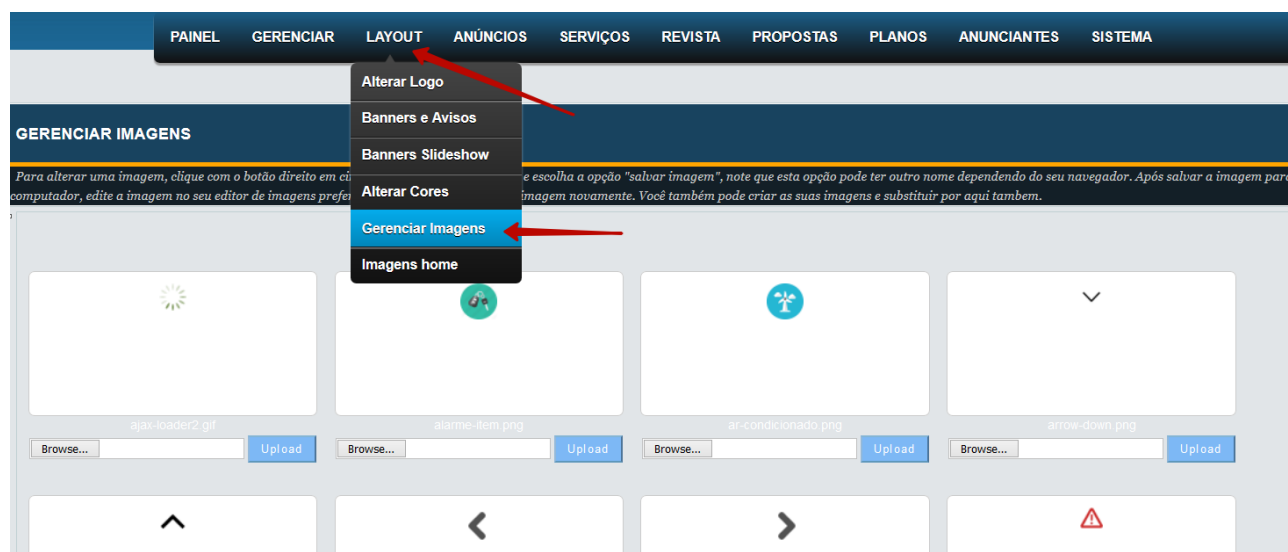 PAINEL GERENCIAR LAYOUT ANÚNCIOS SERVIÇOS REVISTA PROPOSTAS PLANOS ANUNCIANTES SISTEMA
Alterar Logo
Banners e Avisos
Banners Slideshow
Alterar Cores
Gerenciar Imagens
Imagens home
GERENCIAR IMAGENS
Para alterar uma imagem, clique com o botão direito em e escolha a opção "salvar imagem", note que esta opção pode ter outro nome dependendo do seu navegador. Após salvar a imagem para
computador, edite a imagem no seu editor de imagens imagem novamente. Você também pode criar as suas imagens e substituir por aqui tambem.
ajax-loader2.gif alarme-item.png ar-condicionado.png arrow-down.png
Browse... Upload Browse... Upload Browse... Upload Browse... Upload